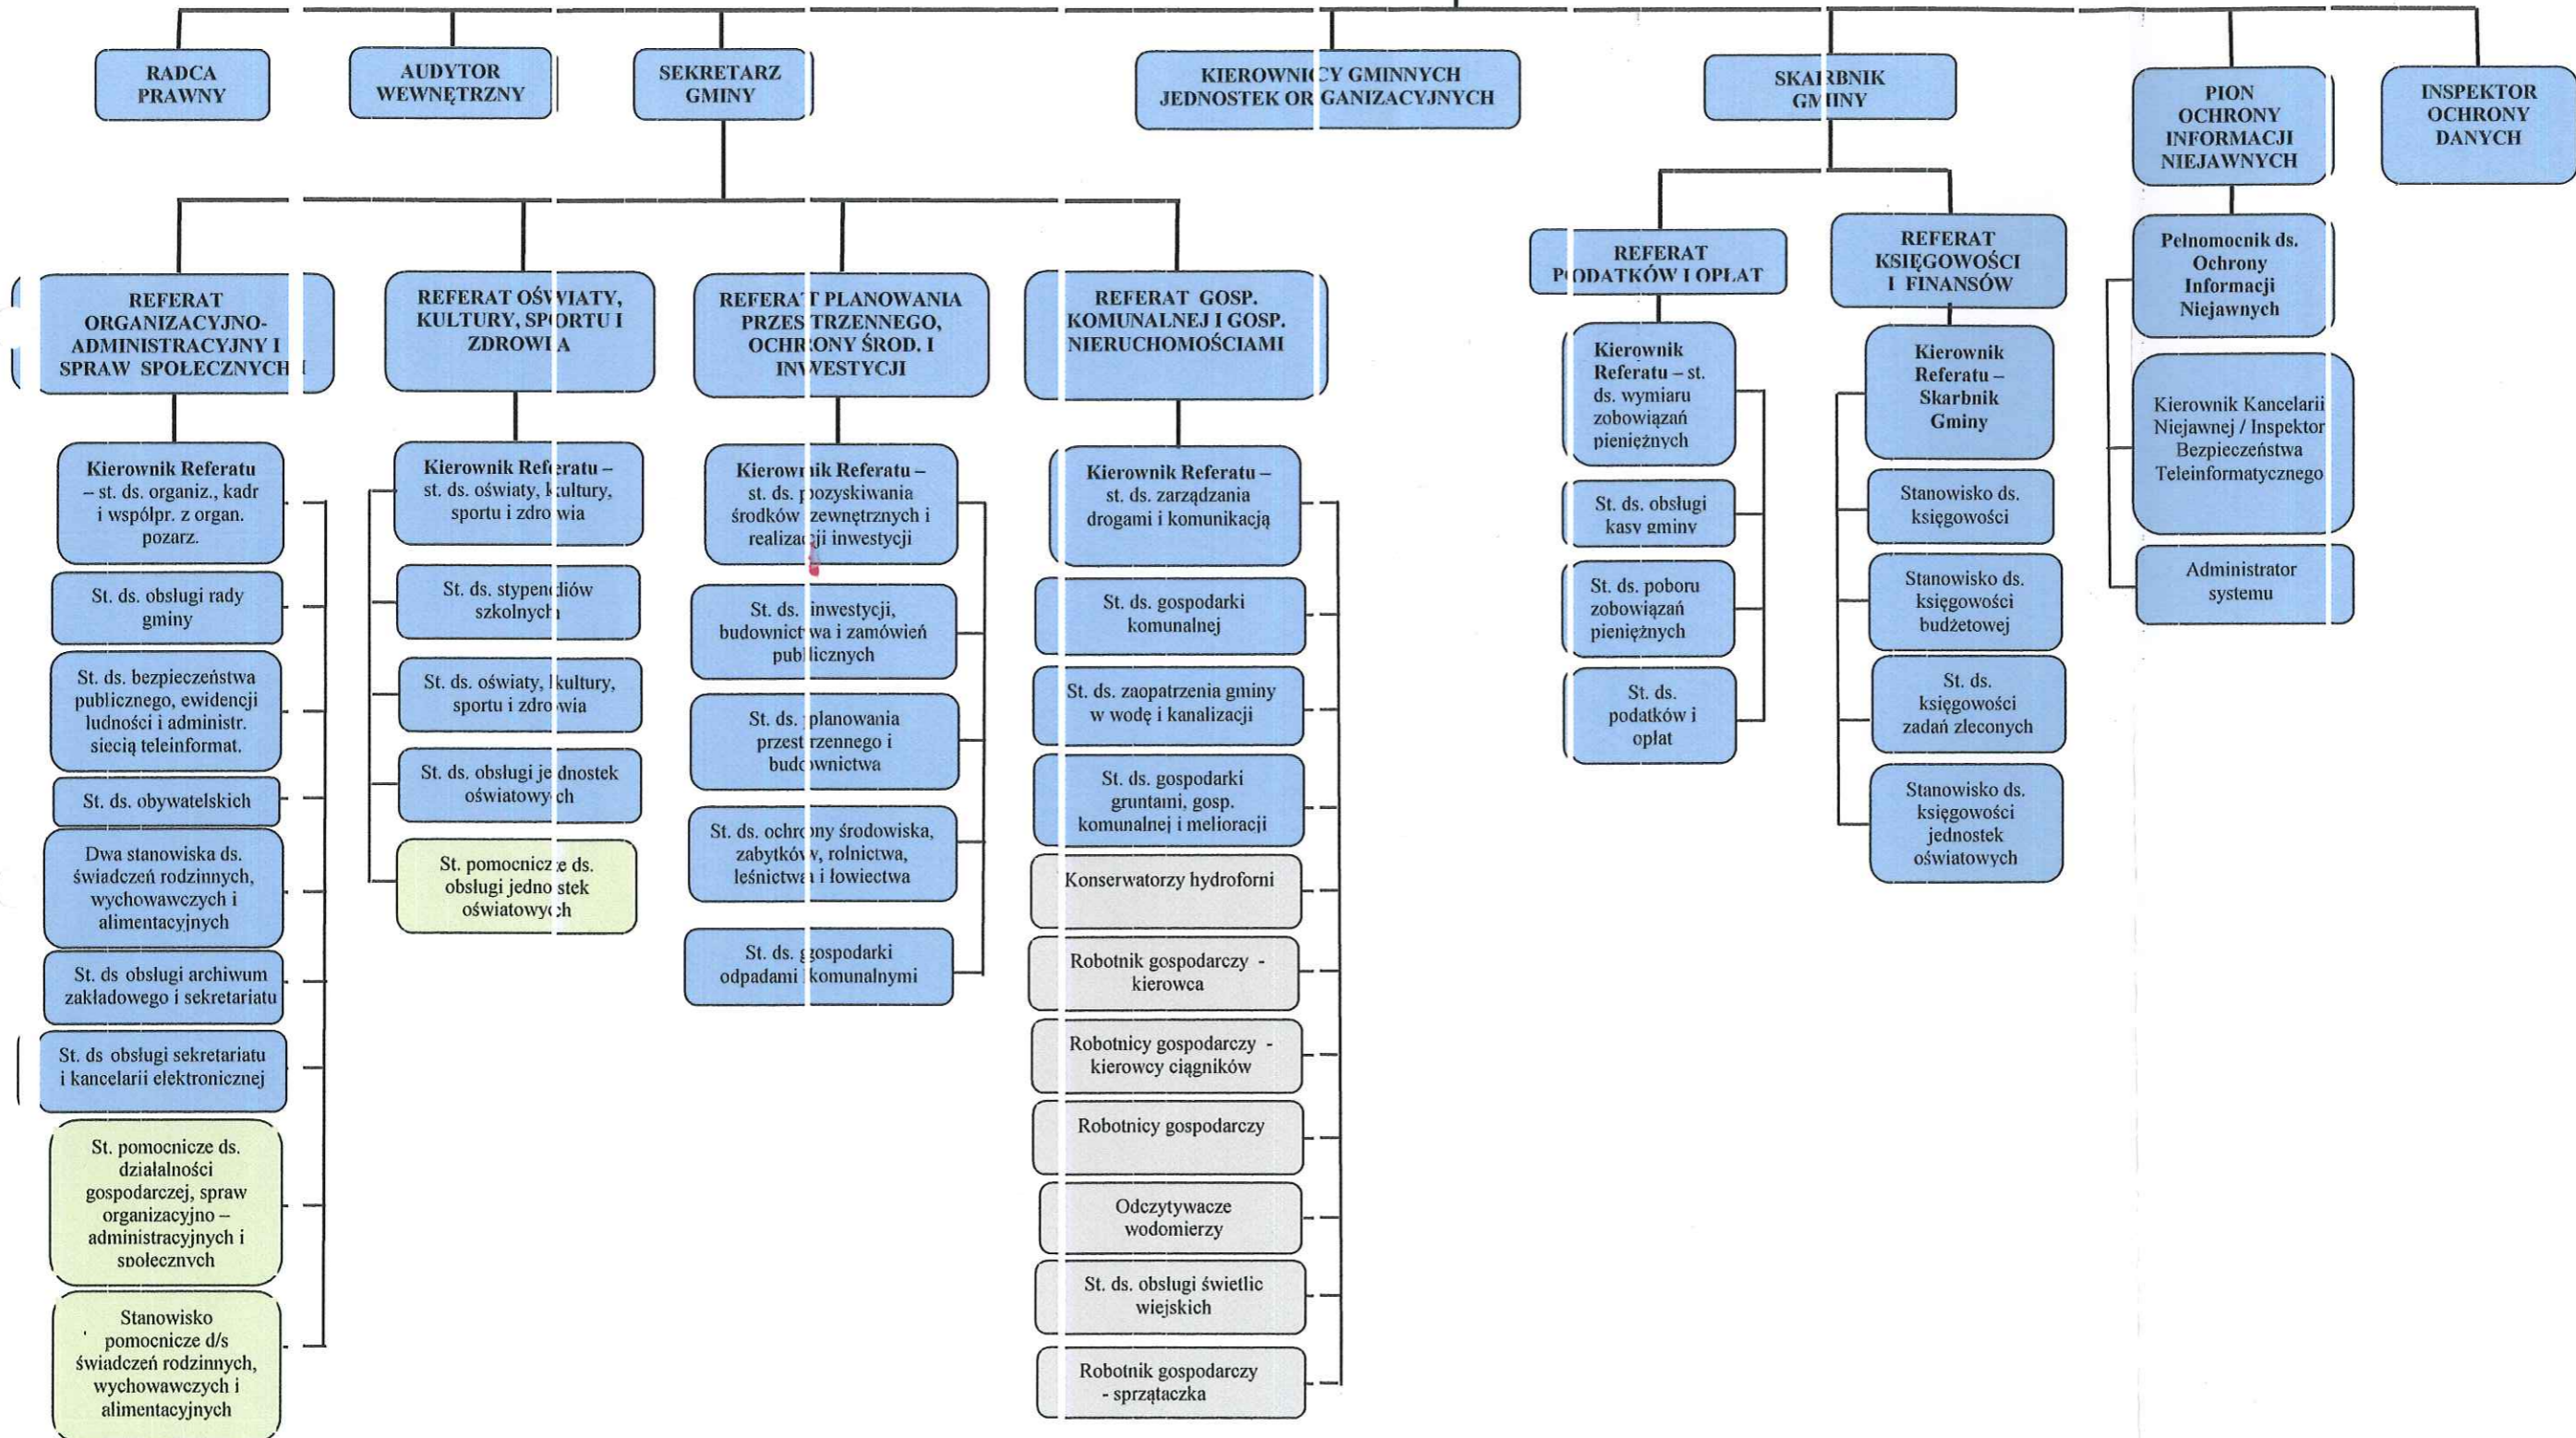 RADCA
PRAWNY
AUDYTOR
WEWNĘTRZNY
SEKRETARZ
GMINY
KIEROWNICY GMINNYCH
JEDNOSTEK ORGANIZACYJNYCH
SKARBNIK
GMINY
PION
OCHRONY
INFORMACJI
NIEJAWNYCH
INSPEKTOR
OCHRONY
DANYCH
REFERAT
ORGANIZACYJNO-
ADMINISTRACYJNY I
SPRAW SPOŁECZNYCH
Kierownik Referatu
– st. ds. organiz., kadr
i współpr. z organ.
pozarz.
St. ds. obsługi rady
gminy
St. ds. bezpieczeństwa
publicznego, ewidencji
ludności i administr.
siecią teleinformat.
St. ds. obywatelskich
Dwa stanowiska ds.
świadczeń rodzinnych,
wychowawczych i
alimentacyjnych
St. ds obsługi archiwum
zakładowego i sekretariatu
St. ds obsługi sekretariatu
i kancelarii elektronicznej
St. pomocnicze ds.
działalności
gospodarczej, spraw
organizacyjno –
administracyjnych i
społecznych
Stanowisko
pomocnicze d/s
świadczeń rodzinnych,
wychowawczych i
alimentacyjnych
REFERAT OŚWIATY,
KULTURY, SPORTU I
ZDROWIA
Kierownik Referatu –
st. ds. oświaty, kultury,
sportu i zdrowia
St. ds. stypendiów
szkolnych
St. ds. oświaty, kultury,
sportu i zdrowia
St. ds. obsługi jednostek
oświatowych
St. pomocnicze ds.
obsługi jednostek
oświatowych
REFERAT PLANOWANIA
PRZESTRZENNEGO,
OCHRONY ŚROD. I
INWESTYCJI
Kierownik Referatu –
st. ds. pozyskiwania
środków zewnętrznych i
realizacji inwestycji
St. ds. inwestycji,
budownictwa i zamówień
publicznych
St. ds. planowania
przestrzennego i
budownictwa
St. ds. ochrony środowiska,
zabytków, rolnictwa,
leśnictwa i łowiectwa
St. ds. gospodarki
odpadami komunalnymi
REFERAT GOSP.
KOMUNALNEJ I GOSP.
NIERUCHOMOŚCIAMI
Kierownik Referatu –
st. ds. zarządzania
drogami i komunikacją
St. ds. gospodarki
komunalnej
St. ds. zaopatrzenia gminy
w wodę i kanalizacji
St. ds. gospodarki
gruntami, gosp.
komunalnej i melioracji
Konserwatorzy hydroforni
Robotnik gospodarczy -
kierowca
Robotnicy gospodarczy -
kierowcy ciągników
Robotnicy gospodarczy
Odczytywacze
wodomierzy
St. ds. obsługi świetlic
wiejskich
Robotnik gospodarczy
- sprzątaczka
REFERAT
PODATKÓW I OPŁAT
Kierownik
Referatu – st.
ds. wymiaru
zobowiązań
pieniężnych
St. ds. obsługi
kasy gminy
St. ds. poboru
zobowiązań
pieniężnych
St. ds.
podatków i
opłat
REFERAT
KSIĘGOWOŚCI
I FINANSÓW
Kierownik
Referatu –
Skarbnik
Gminy
Stanowisko ds.
księgowości
Stanowisko ds.
księgowości
budżetowej
St. ds.
księgowości
zadań zleconych
Stanowisko ds.
księgowości
jednostek
oświatowych
Pełnomocnik ds.
Ochrony
Informacji
Niejawnych
Kierownik Kancelarii
Niejawnej / Inspektor
Bezpieczeństwa
Teleinformatycznego
Administrator
systemu